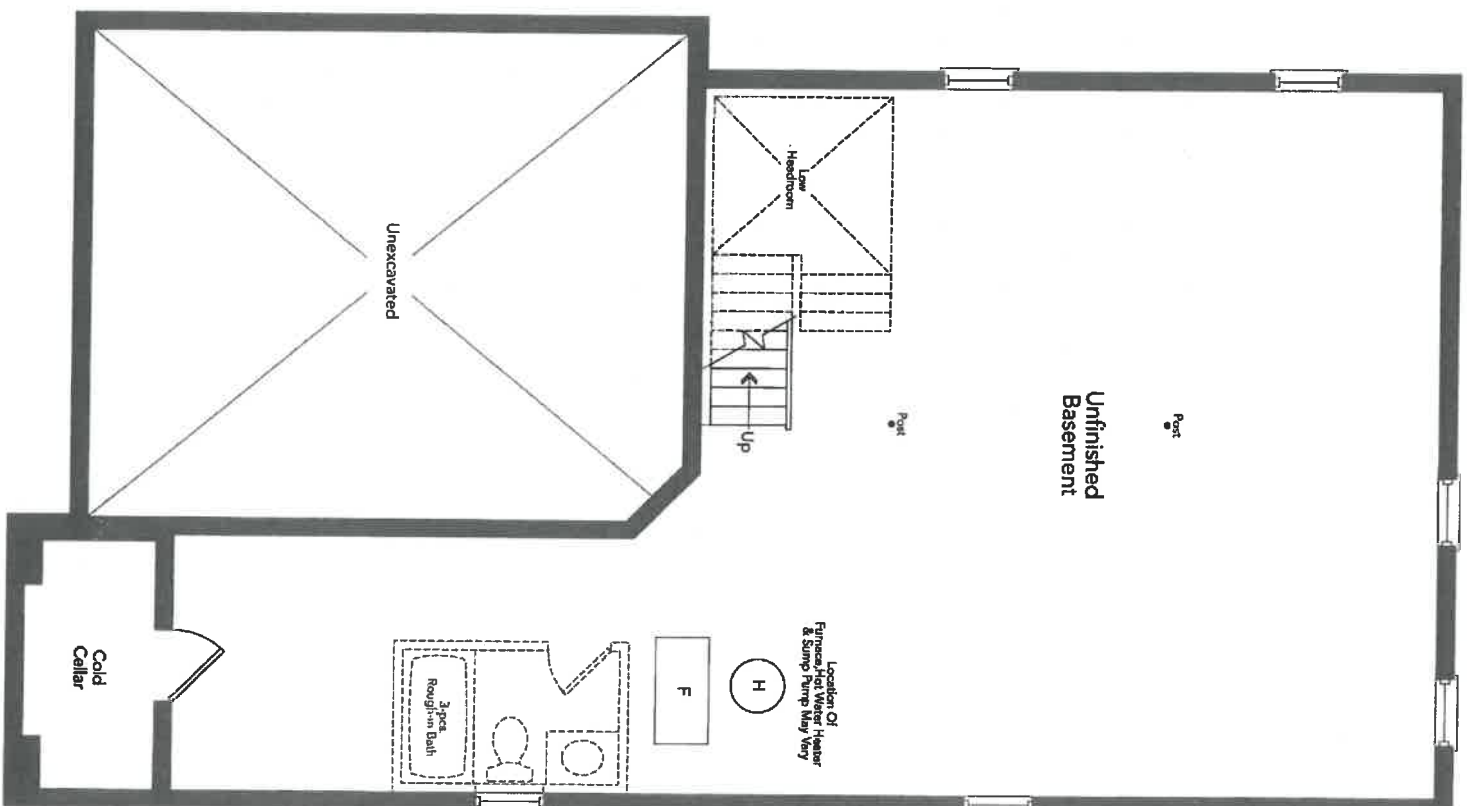 Unexcavated
Low
Headroom
Up
Post
Post
Unfinished
Basement
Location Of
Furnace,Hot Water Heater
& Sump Pump May Vary
H
F
3-pcs
Rough-in Bath
Cold
Cellar